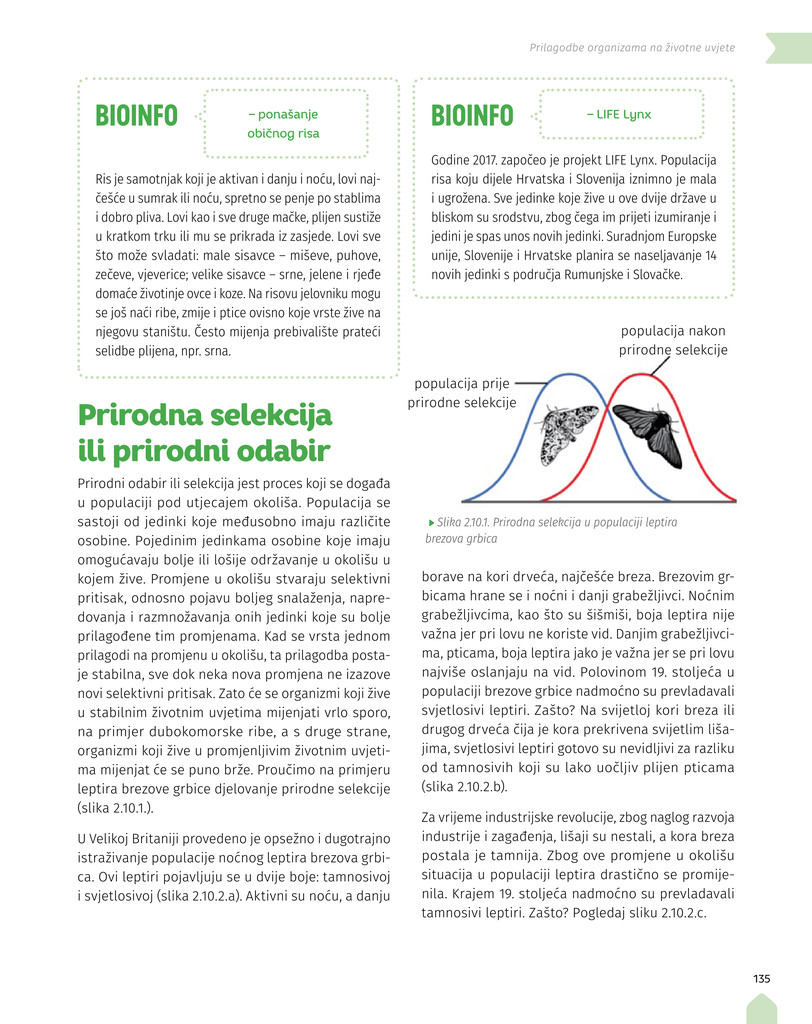 Prilagodbe organizama na životne uvjete
BIOINFO
– ponašanje
običnog risa
Ris je samotnjak koji je aktivan i danju i noću, lovi naj-
češće u sumrak ili noću, spretno se penje po stablima
i dobro pliva. Lovi kao i sve druge mačke, plijen sustiže
u kratkom trku ili mu se prikrada iz zasjede. Lovi sve
što može svladati: male sisavce – miševe, puhove,
zečeve, vjeverice; velike sisavce – srne, jelene i rjeđe
domaće životinje ovce i koze. Na risovu jelovniku mogu
se još naći ribe, zmije i ptice ovisno koje vrste žive na
njegovu staništu. Često mijenja prebivalište prateći
selidbe plijena, npr. srna.
BIOINFO
– LIFE Lynx
Godine 2017. započeo je projekt LIFE Lynx. Populacija
risa koju dijele Hrvatska i Slovenija iznimno je mala
i ugrožena. Sve jedinke koje žive u ove dvije države u
bliskom su srodstvu, zbog čega im prijeti izumiranje i
jedini je spas unos novih jedinki. Suradnjom Europske
unije, Slovenije i Hrvatske planira se naseljavanje 14
novih jedinki s područja Rumunjske i Slovačke.
Prirodna selekcija
ili prirodni odabir
Prirodni odabir ili selekcija jest proces koji se događa
u populaciji pod utjecajem okoliša. Populacija se
sastoji od jedinki koje međusobno imaju različite
osobine. Pojedinim jedinkama osobine koje imaju
omogućavaju bolje ili lošije održavanje u okolišu u
kojem žive. Promjene u okolišu stvaraju selektivni
pritisak, odnosno pojavu boljeg snalaženja, napre-
dovanja i razmnožavanja onih jedinki koje su bolje
prilagođene tim promjenama. Kad se vrsta jednom
prilagodi na promjenu u okolišu, ta prilagodba posta-
je stabilna, sve dok neka nova promjena ne izazove
novi selektivni pritisak. Zato će se organizmi koji žive
u stabilnim životnim uvjetima mijenjati vrlo sporo,
na primjer dubokomorske ribe, a s druge strane,
organizmi koji žive u promjenljivim životnim uvjeti-
ma mijenjat će se puno brže. Proučimo na primjeru
leptira brezove grbice djelovanje prirodne selekcije
(slika 2.10.1.).
U Velikoj Britaniji provedeno je opsežno i dugotrajno
istraživanje populacije noćnog leptira brezova grbi-
ca. Ovi leptiri pojavljuju se u dvije boje: tamnosivoj
i svjetlosivoj (slika 2.10.2.a). Aktivni su noću, a danju
populacija nakon
prirodne selekcije
populacija prije
prirodne selekcije
Slika 2.10.1. Prirodna selekcija u populaciji leptira
brezova grbica
borave na kori drveća, najčešće breza. Brezovim gr-
bicama hrane se i noćni i danji grabežljivci. Noćnim
grabežljivcima, kao što su šišmiši, boja leptira nije
važna jer pri lovu ne koriste vid. Danjim grabežljivci-
ma, pticama, boja leptira jako je važna jer se pri lovu
najviše oslanjaju na vid. Polovinom 19. stoljeća u
populaciji brezove grbice nadmoćno su prevladavali
svjetlosivi leptiri. Zašto? Na svijetloj kori breza ili
drugog drveća čija je kora prekrivena svijetlim liša-
jima, svjetlosivi leptiri gotovo su nevidljivi za razliku
od tamnosivih koji su lako uočljiv plijen pticama
(slika 2.10.2.b).
Za vrijeme industrijske revolucije, zbog naglog razvoja
industrije i zagađenja, lišaji su nestali, a kora breza
postala je tamnija. Zbog ove promjene u okolišu
situacija u populaciji leptira drastično se promije-
nila. Krajem 19. stoljeća nadmoćno su prevladavali
tamnosivi leptiri. Zašto? Pogledaj sliku 2.10.2.c.
135